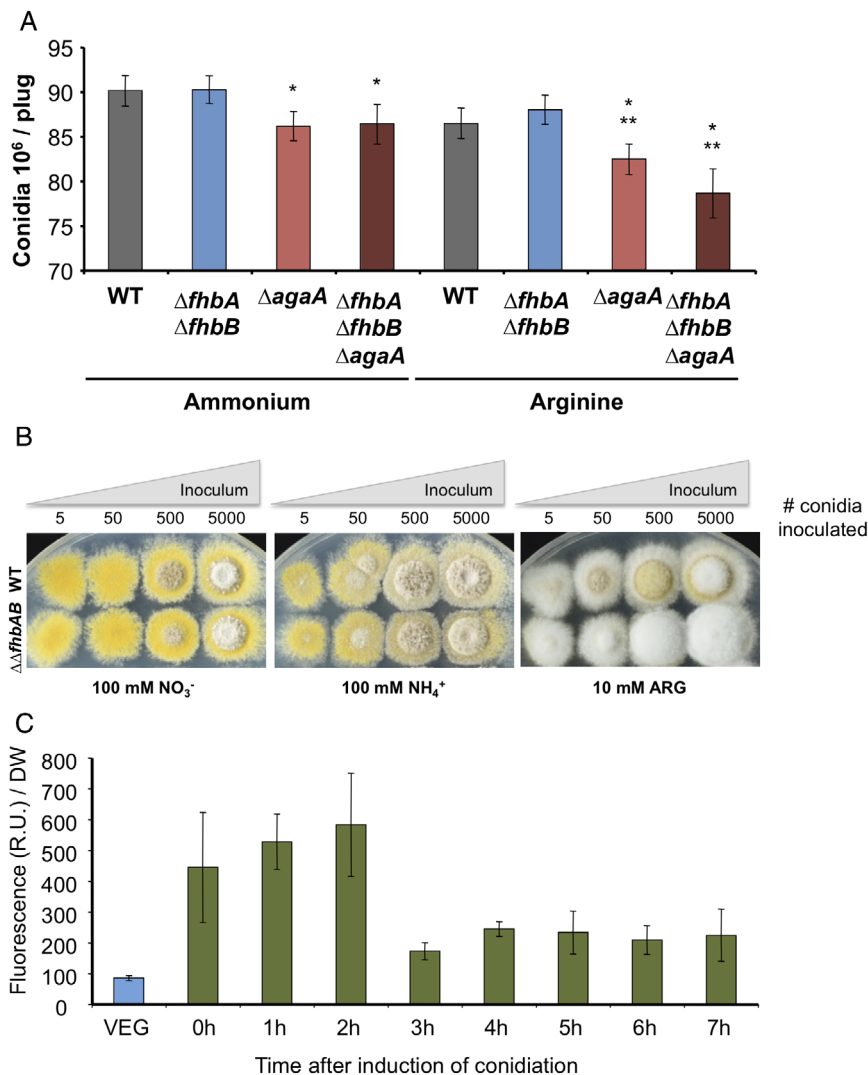 A
Conidia 10⁶ / plug
95
90
85
80
75
70
*
*
*
**
*
**
WT
ΔfhbA
ΔfhbB
ΔagaA
ΔfhbA
ΔfhbB
ΔagaA
WT
ΔfhbA
ΔfhbB
ΔagaA
ΔfhbA
ΔfhbB
ΔagaA
Ammonium
Arginine
B
Inoculum
Inoculum
Inoculum
5 50 500 5000
5 50 500 5000
5 50 500 5000
# conidia
inoculated
WT
ΔΔfhbAB
100 mM NO₃⁻
100 mM NH₄⁺
10 mM ARG
C
Fluorescence (R.U.) / DW
800
700
600
500
400
300
200
100
0
VEG 0h 1h 2h 3h 4h 5h 6h 7h
Time after induction of conidiation